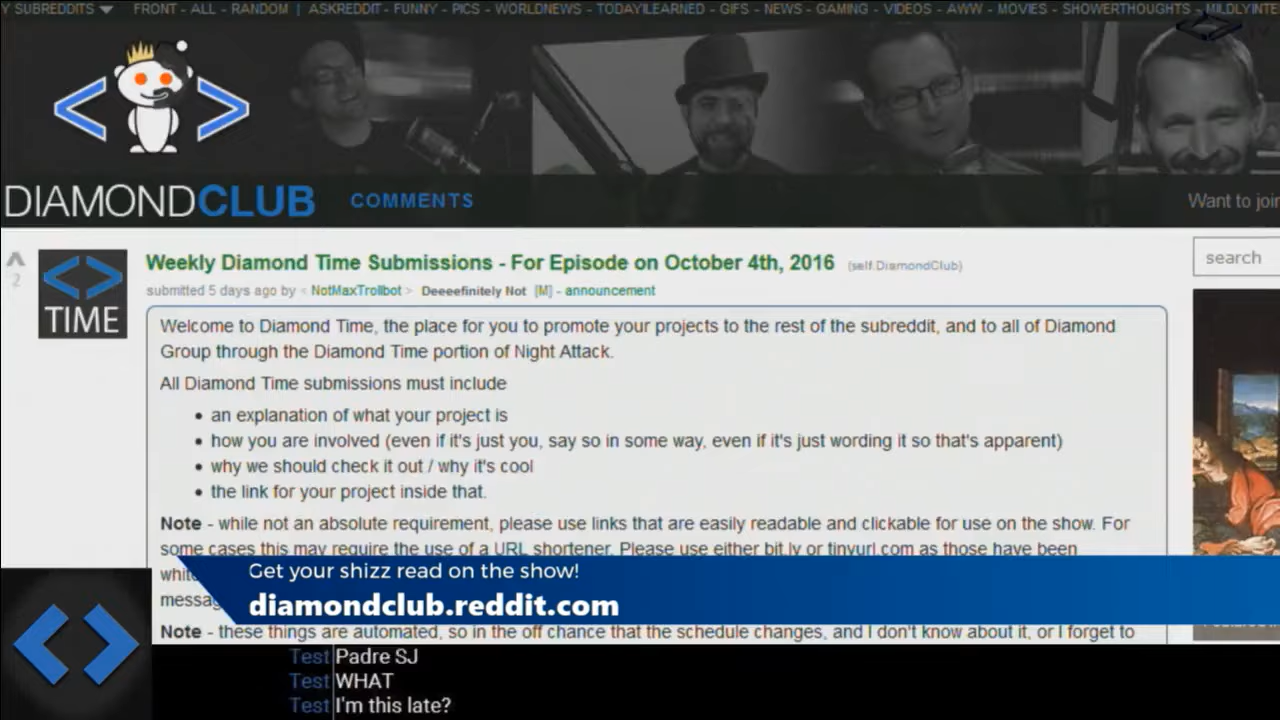 Y SUBREDDITS FRONT - ALL - RANDOM | ASKREDDIT - FUNNY - PICS - WORLDNEWS - TODAYILEARNED - GIFS - NEWS - GAMING - VIDEOS - AWW - MOVIES - SHOWERTHOUGHTS - MILDLYINTE
DIAMONDCLUB COMMENTS Want to join
2
Weekly Diamond Time Submissions - For Episode on October 4th, 2016 (self.DiamondClub)
submitted 5 days ago by < NotMaxTrollbot > Deeeefinitely Not [M] - announcement
search
<> TIME
Welcome to Diamond Time, the place for you to promote your projects to the rest of the subreddit, and to all of Diamond
Group through the Diamond Time portion of Night Attack.
All Diamond Time submissions must include
• an explanation of what your project is
• how you are involved (even if it's just you, say so in some way, even if it's just wording it so that's apparent)
• why we should check it out / why it's cool
• the link for your project inside that.
Note - while not an absolute requirement, please use links that are easily readable and clickable for use on the show. For
some cases this may require the use of a URL shortener. Please use either bit.ly or tinyurl.com as those have been
Get your shizz read on the show!
diamondclub.reddit.com
Note - these things are automated, so in the off chance that the schedule changes, and I don't know about it, or I forget to
Test Padre SJ
Test WHAT
Test I'm this late?